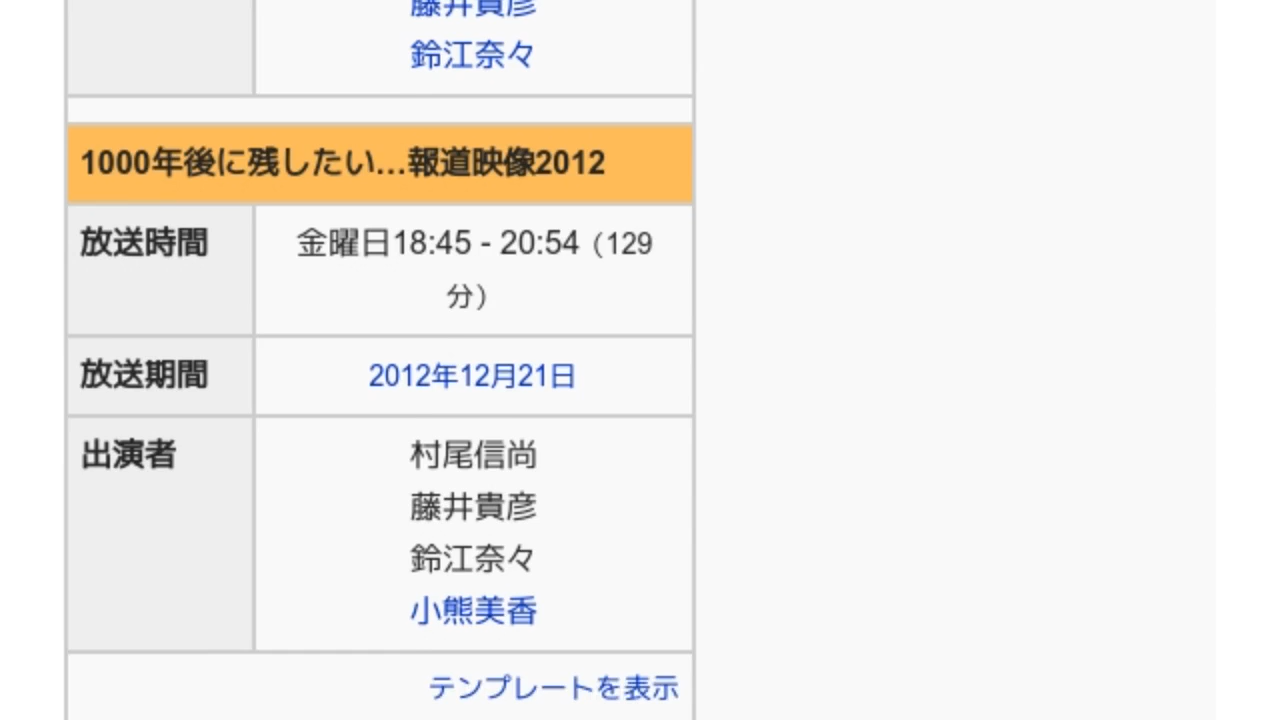 藤井貴彦
鈴江奈々
1000年後に残したい…報道映像2012
放送時間
金曜日18:45 - 20:54（129
分）
放送期間
2012年12月21日
出演者
村尾信尚
藤井貴彦
鈴江奈々
小熊美香
テンプレートを表示